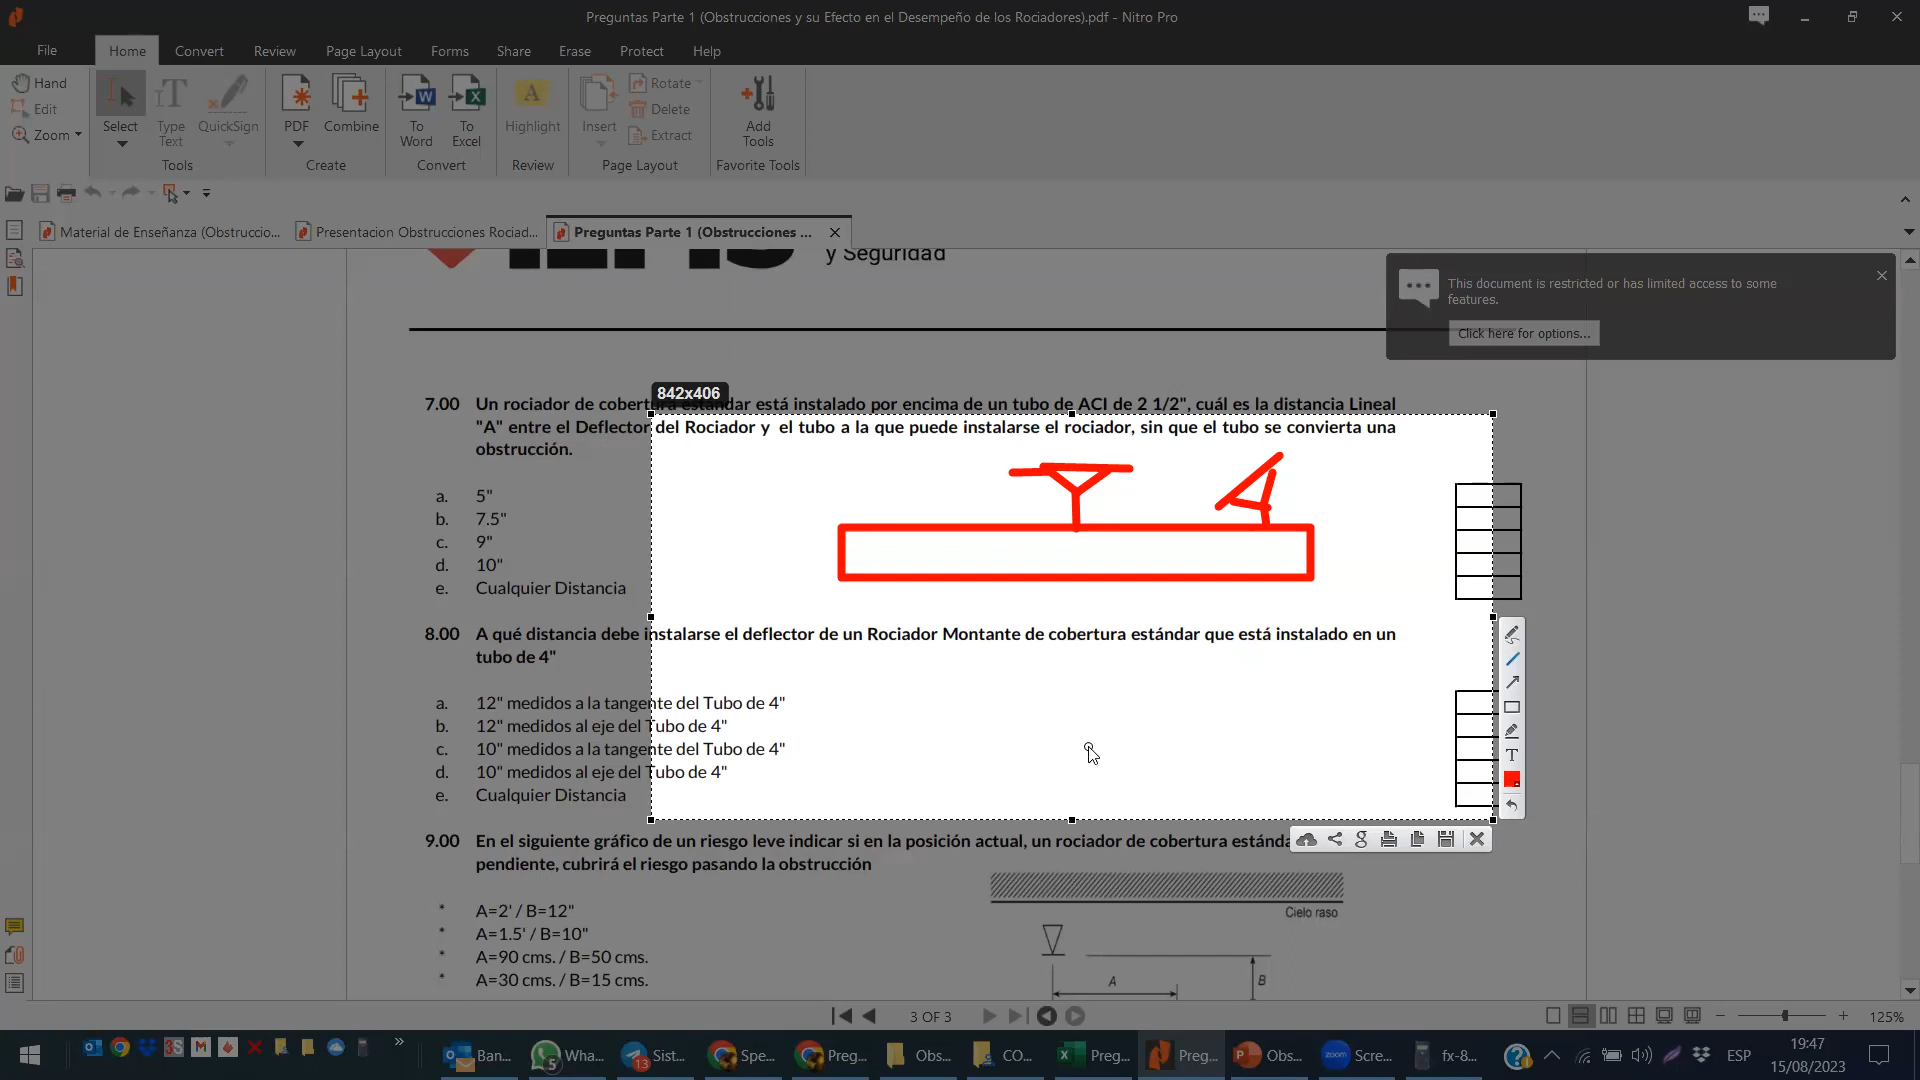 Preguntas Parte 1 (Obstrucciones y su Efecto en el Desempeño de los Rociadores).pdf - Nitro Pro
File Home Convert Review Page Layout Forms Share Erase Protect Help
Hand
Edit
Zoom
Select
Type Text
QuickSign
Tools
PDF
Combine
Create
To Word
To Excel
Convert
Highlight
Review
Insert
Rotate
Delete
Extract
Page Layout
Add Tools
Favorite Tools
Material de Enseñanza (Obstruccio...
Presentacion Obstrucciones Rociad...
Preguntas Parte 1 (Obstrucciones ...
y Seguridad
This document is restricted or has limited access to some
features.
Click here for options...
842x406
7.00 Un rociador de cobertura estándar está instalado por encima de un tubo de ACI de 2 1/2", cuál es la distancia Lineal
"A" entre el Deflector del Rociador y el tubo a la que puede instalarse el rociador, sin que el tubo se convierta una
obstrucción.
a. 5"
b. 7.5"
c. 9"
d. 10"
e. Cualquier Distancia
8.00 A qué distancia debe instalarse el deflector de un Rociador Montante de cobertura estándar que está instalado en un
tubo de 4"
a. 12" medidos a la tangente del Tubo de 4"
b. 12" medidos al eje del Tubo de 4"
c. 10" medidos a la tangente del Tubo de 4"
d. 10" medidos al eje del Tubo de 4"
e. Cualquier Distancia
9.00 En el siguiente gráfico de un riesgo leve indicar si en la posición actual, un rociador de cobertura estánda
pendiente, cubrirá el riesgo pasando la obstrucción
* A=2' / B=12"
* A=1.5' / B=10"
* A=90 cms. / B=50 cms.
* A=30 cms. / B=15 cms.
Cielo raso
A
B
T
g
3 OF 3
125%
Ban...
5
Wha...
13
Sist...
Spe...
Preg...
Obs...
CO...
Preg...
Preg...
Obs...
zoom
Scre...
fx-8...
ESP
19:47
15/08/2023